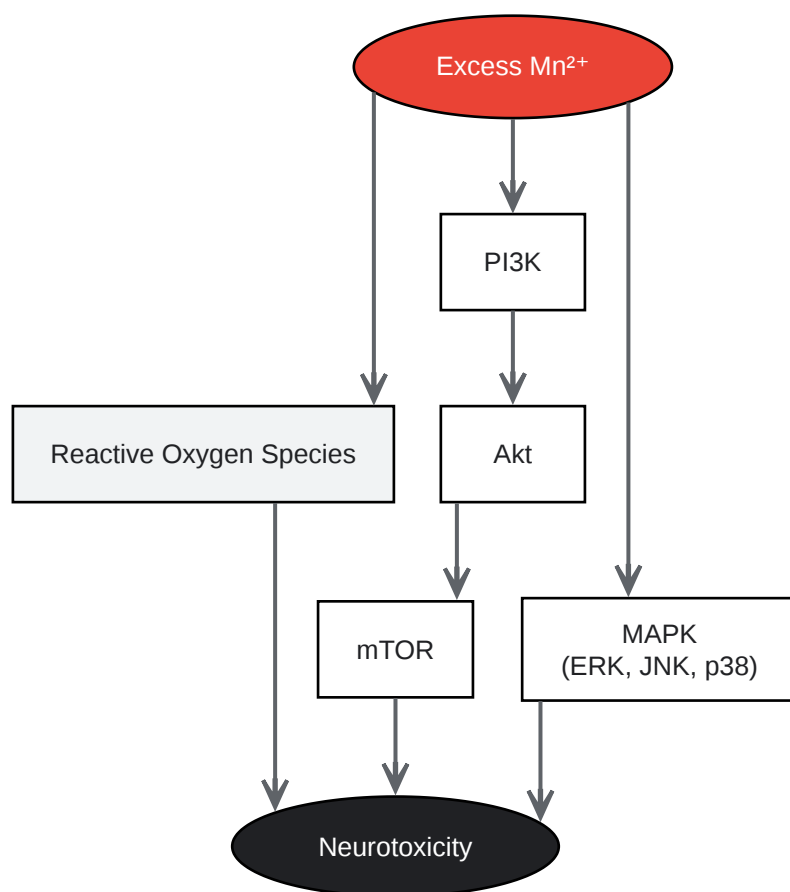 Excess Mn²⁺
PI3K
Reactive Oxygen Species
Akt
mTOR
MAPK
(ERK, JNK, p38)
Neurotoxicity